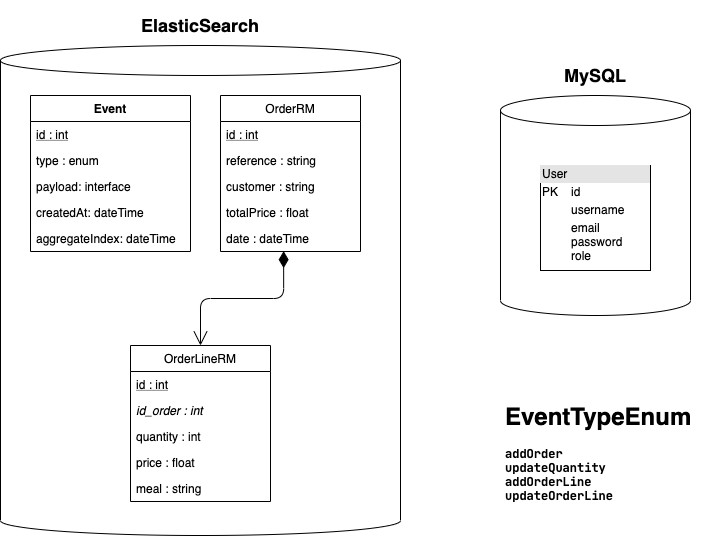 ElasticSearch
Event
id : int
type : enum
payload: interface
createdAt: dateTime
aggregateIndex: dateTime
OrderRM
id : int
reference : string
customer : string
totalPrice : float
date : dateTime
OrderLineRM
id : int
id_order : int
quantity : int
price : float
meal : string
MySQL
User
PK id
username
email
password
role
EventTypeEnum
addOrder
updateQuantity
addOrderLine
updateOrderLine